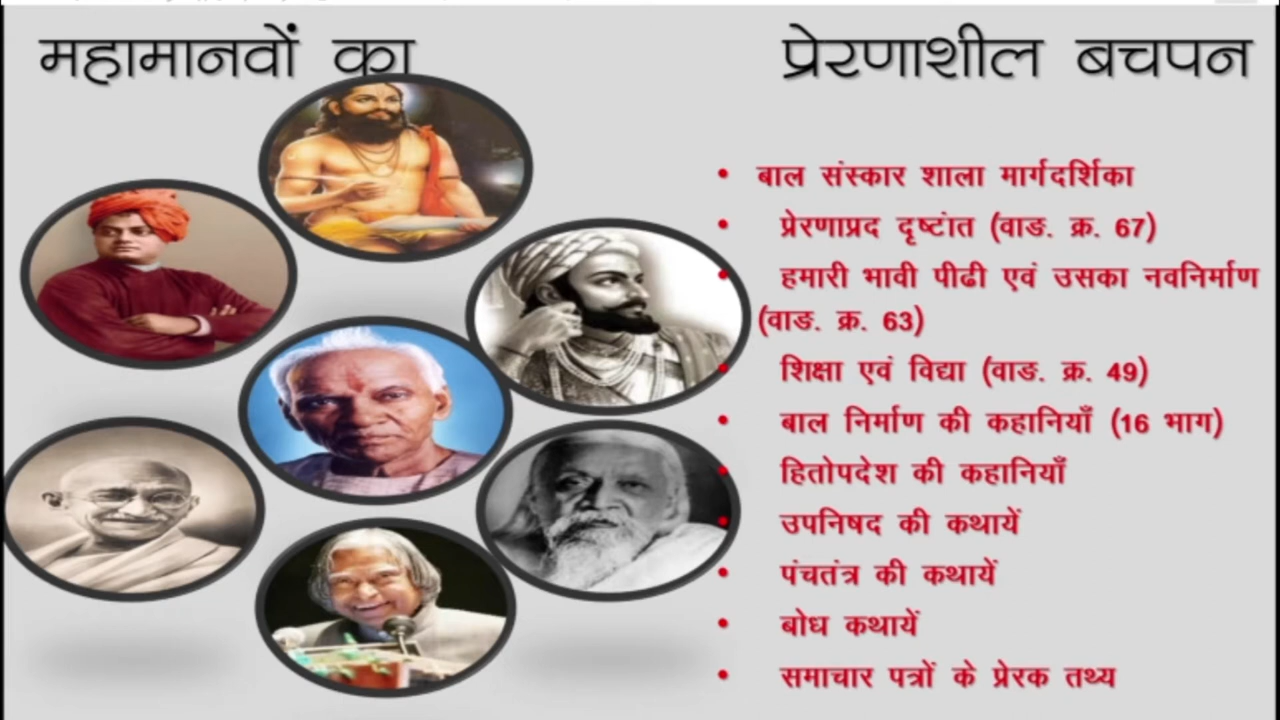 महामानवों का प्रेरणाशील बचपन
• बाल संस्कार शाला मार्गदर्शिका
• प्रेरणाप्रद दृष्टांत (वाङ. क्र. 67)
• हमारी भावी पीढी एवं उसका नवनिर्माण
(वाङ. क्र. 63)
• शिक्षा एवं विद्या (वाङ. क्र. 49)
• बाल निर्माण की कहानियाँ (16 भाग)
• हितोपदेश की कहानियाँ
• उपनिषद की कथायें
• पंचतंत्र की कथायें
• बोध कथायें
• समाचार पत्रों के प्रेरक तथ्य